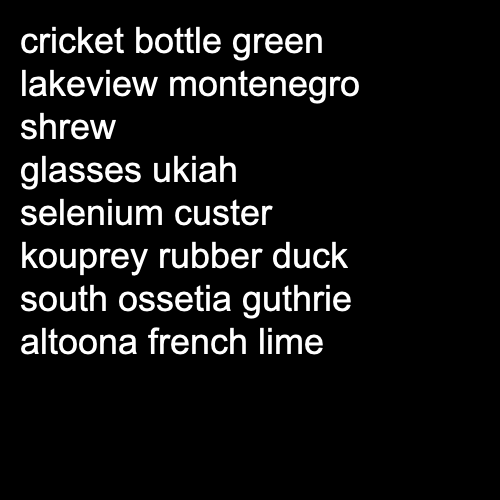 cricket bottle green
lakeview montenegro
shrew
glasses ukiah
selenium custer
kouprey rubber duck
south ossetia guthrie
altoona french lime